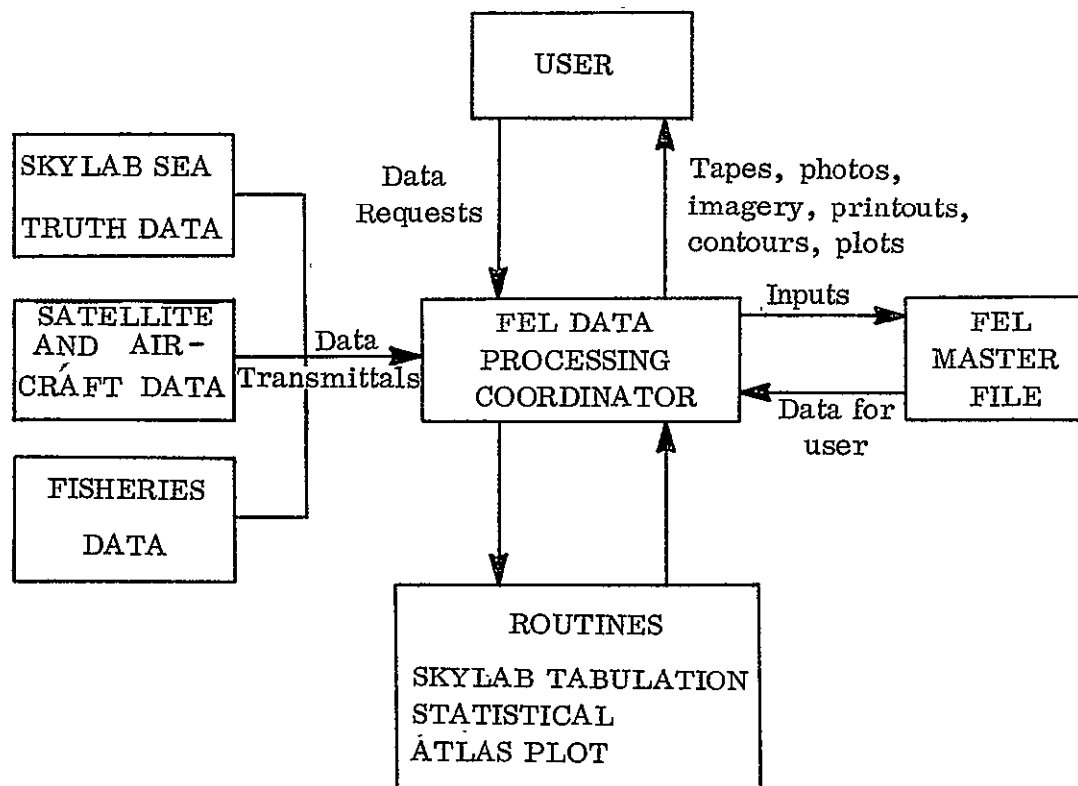 USER
SKYLAB SEA
TRUTH DATA
Data
Requests
Tapes, photos,
imagery, printouts,
contours, plots
SATELLITE
AND AIR-
CRAFT DATA
Data
Transmittals
FEL DATA
PROCESSING
COORDINATOR
Inputs
Data for
user
FEL
MASTER
FILE
FISHERIES
DATA
ROUTINES
SKYLAB TABULATION
STATISTICAL
ATLAS PLOT